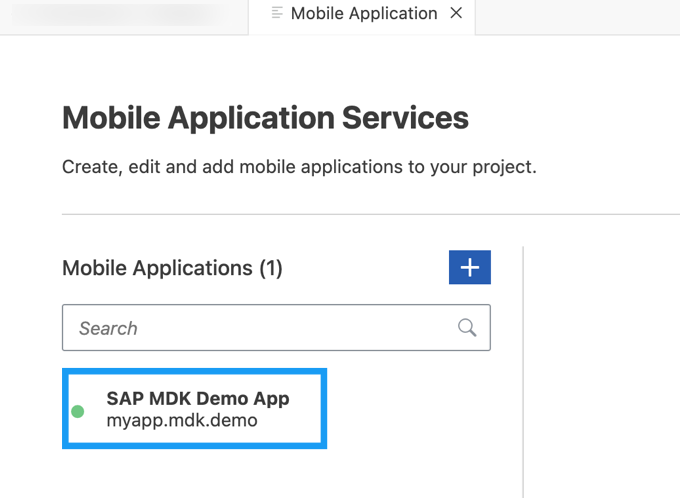 Mobile Application
Mobile Application Services
Create, edit and add mobile applications to your project.
Mobile Applications (1)
Search
SAP MDK Demo App
myapp.mdk.demo